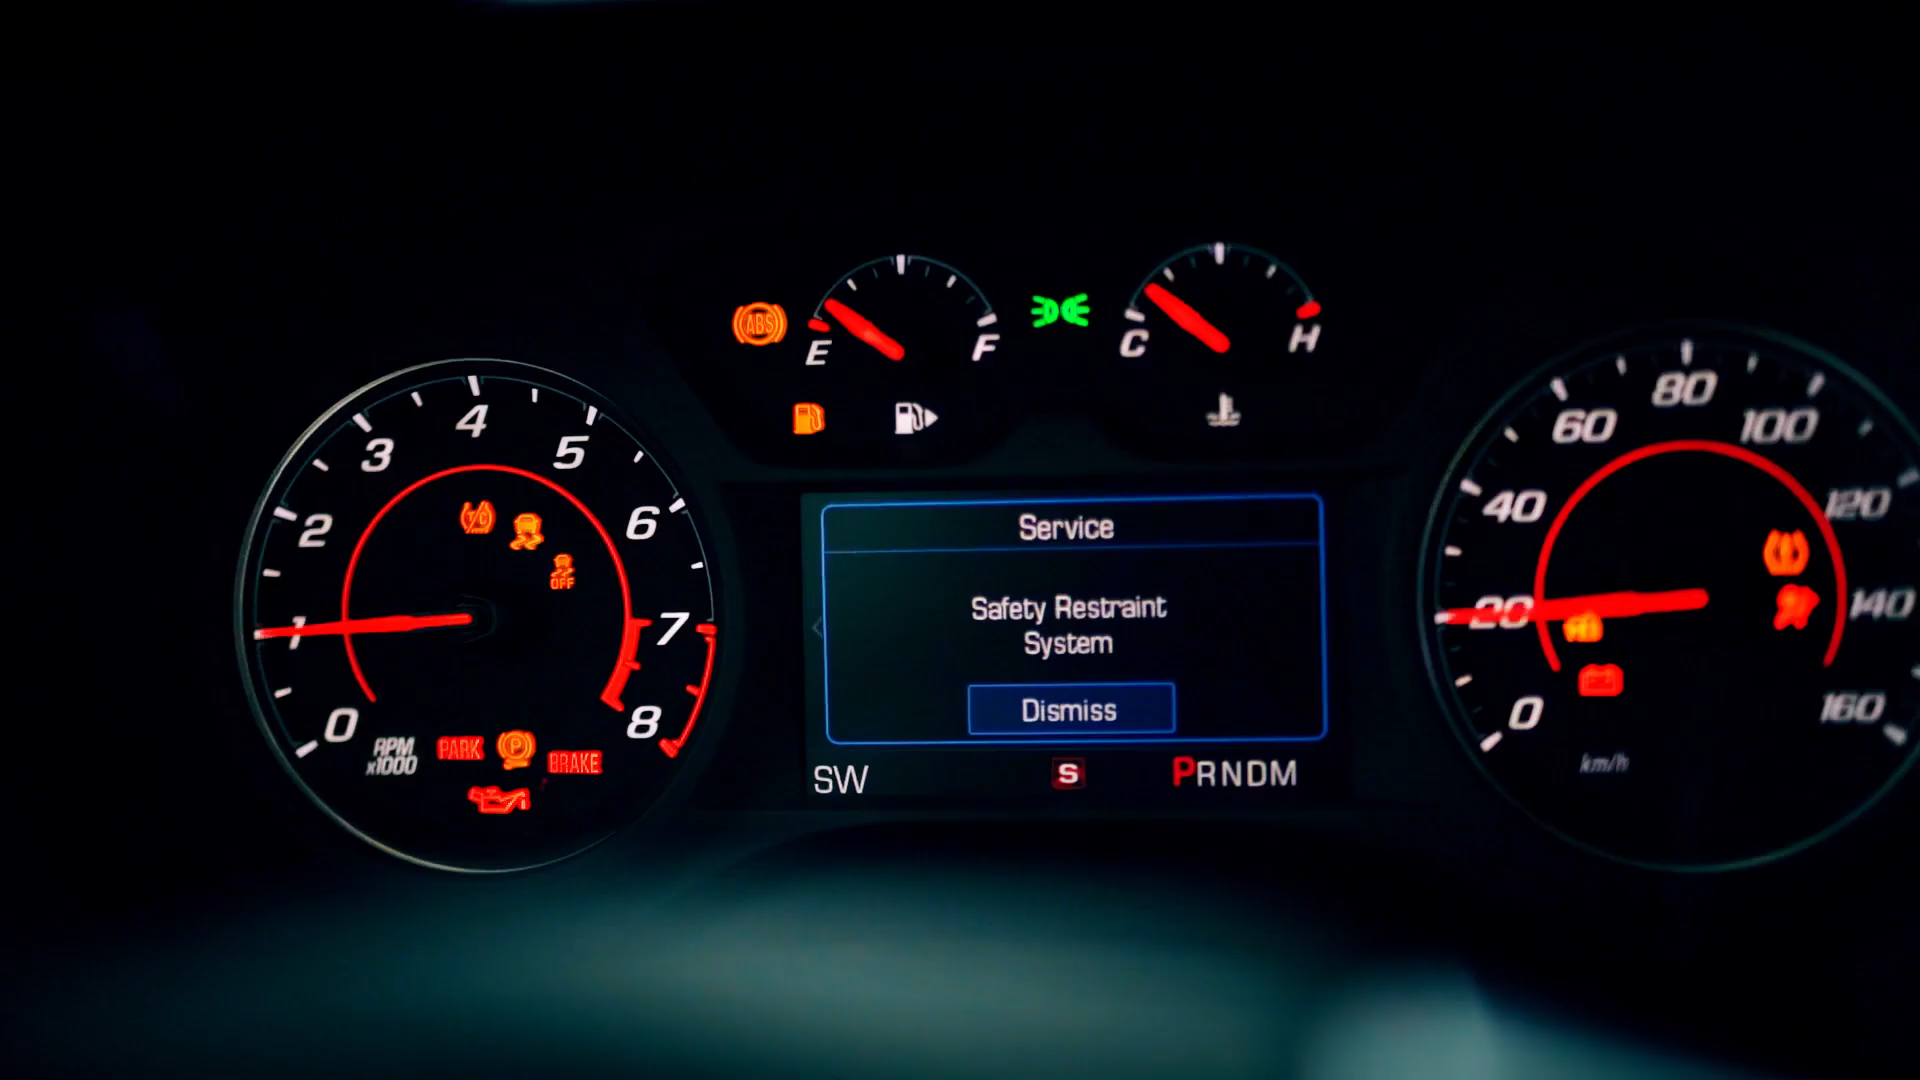 ABS
E
F
C
H
0
1
2
3
4
5
6
7
8
RPM
x1000
T/C
OFF
PARK
P
BRAKE
Service
Safety Restraint
System
Dismiss
SW
S
PRNDM
0
20
40
60
80
100
120
140
160
km/h